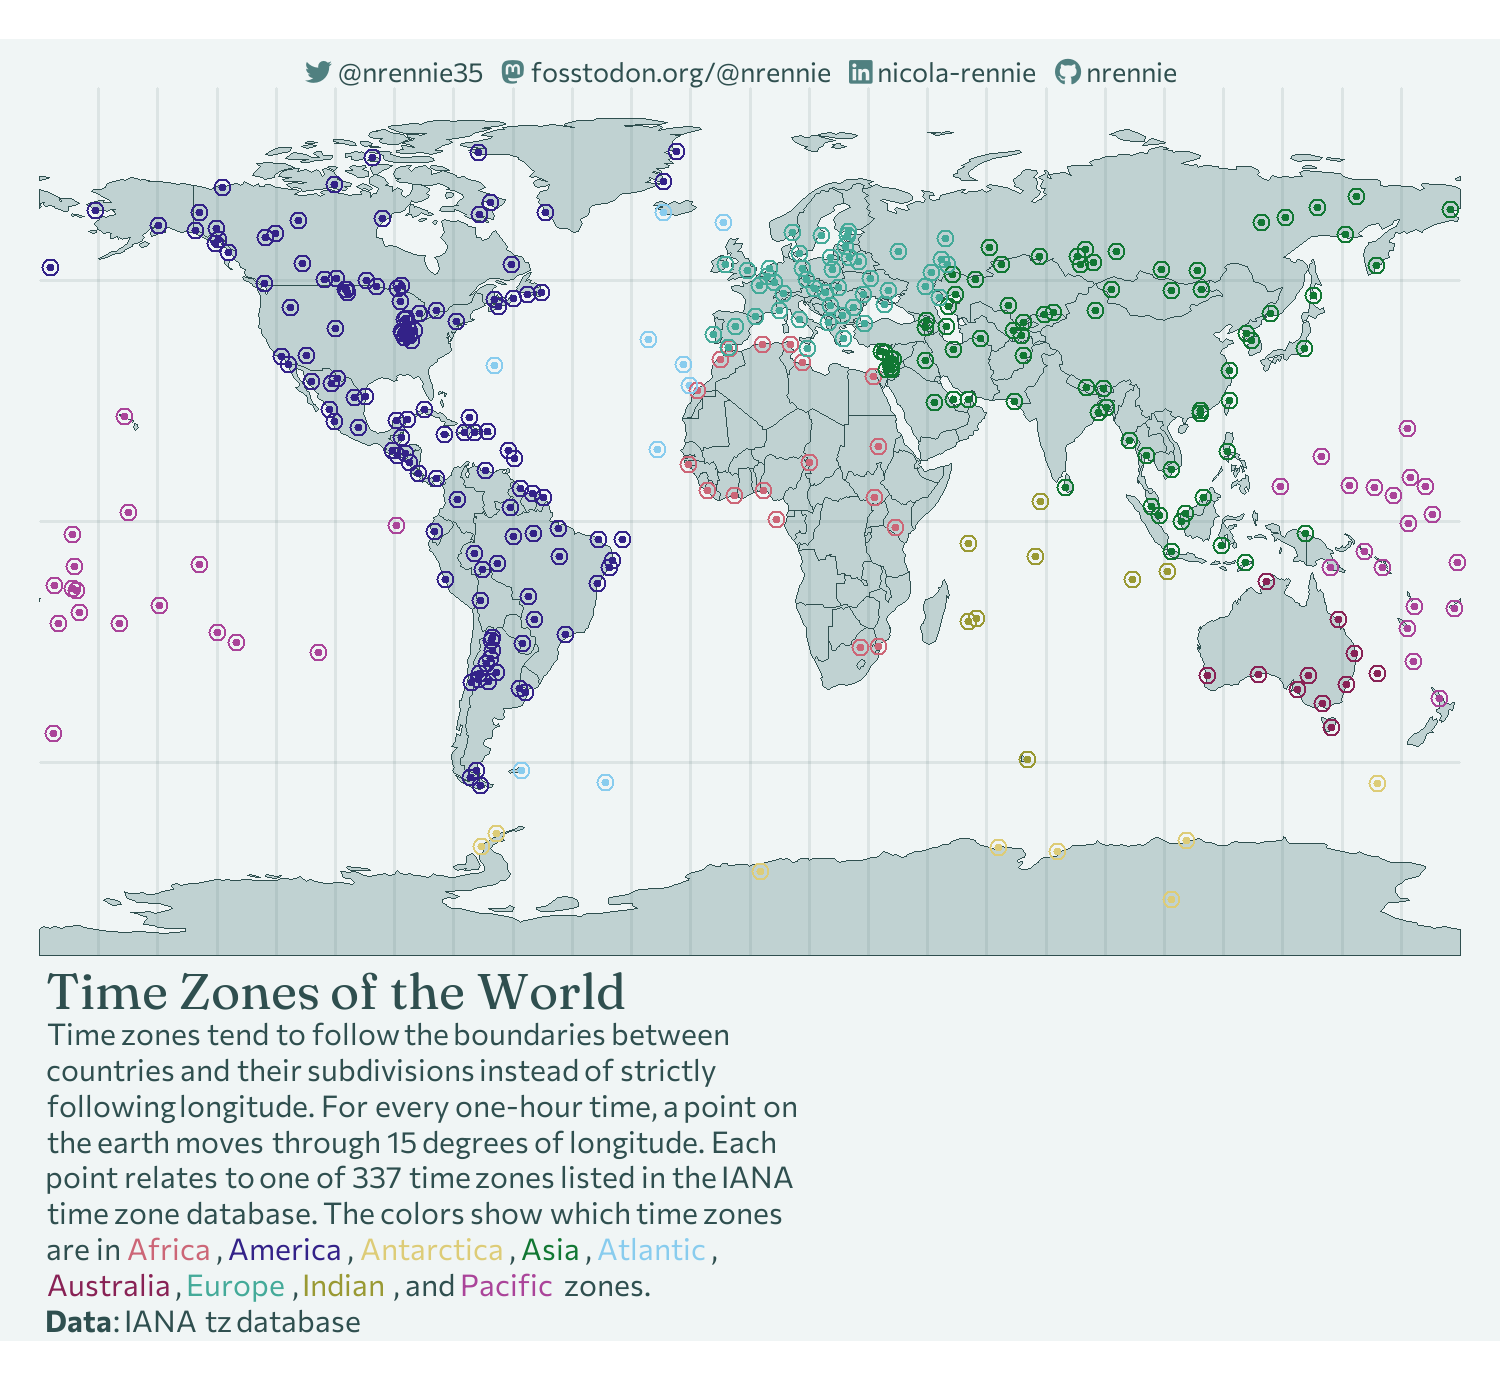 @nrennie35 fosstodon.org/@nrennie nicola-rennie nrennie
Time Zones of the World
Time zones tend to follow the boundaries between
countries and their subdivisions instead of strictly
following longitude. For every one-hour time, a point on
the earth moves through 15 degrees of longitude. Each
point relates to one of 337 time zones listed in the IANA
time zone database. The colors show which time zones
are in Africa , America , Antarctica , Asia , Atlantic ,
Australia , Europe , Indian , and Pacific zones.
Data: IANA tz database